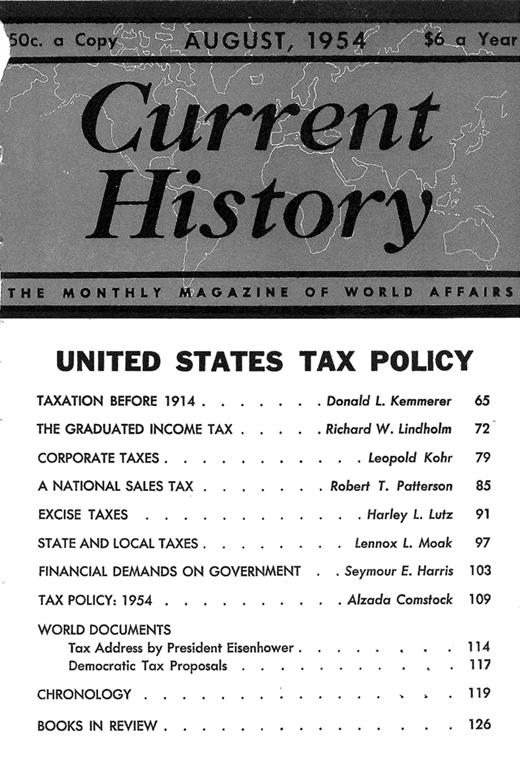 50c. a Copy AUGUST, 1954 $6 a Year
Current
History
THE MONTHLY MAGAZINE OF WORLD AFFAIRS
UNITED STATES TAX POLICY
TAXATION BEFORE 1914 . . . . . . . Donald L. Kemmerer 65
THE GRADUATED INCOME TAX . . . . . Richard W. Lindholm 72
CORPORATE TAXES . . . . . . . . . . . Leopold Kohr 79
A NATIONAL SALES TAX . . . . . . . Robert T. Patterson 85
EXCISE TAXES . . . . . . . . . . . . Harley L. Lutz 91
STATE AND LOCAL TAXES . . . . . . . . Lennox L. Moak 97
FINANCIAL DEMANDS ON GOVERNMENT . . Seymour E. Harris 103
TAX POLICY: 1954 . . . . . . . . . . Alzada Comstock 109
WORLD DOCUMENTS
Tax Address by President Eisenhower . . . . . . . . 114
Democratic Tax Proposals . . . . . . . . . . . 117
CHRONOLOGY . . . . . . . . . . . . . . . . 119
BOOKS IN REVIEW . . . . . . . . . . . . . . . 126